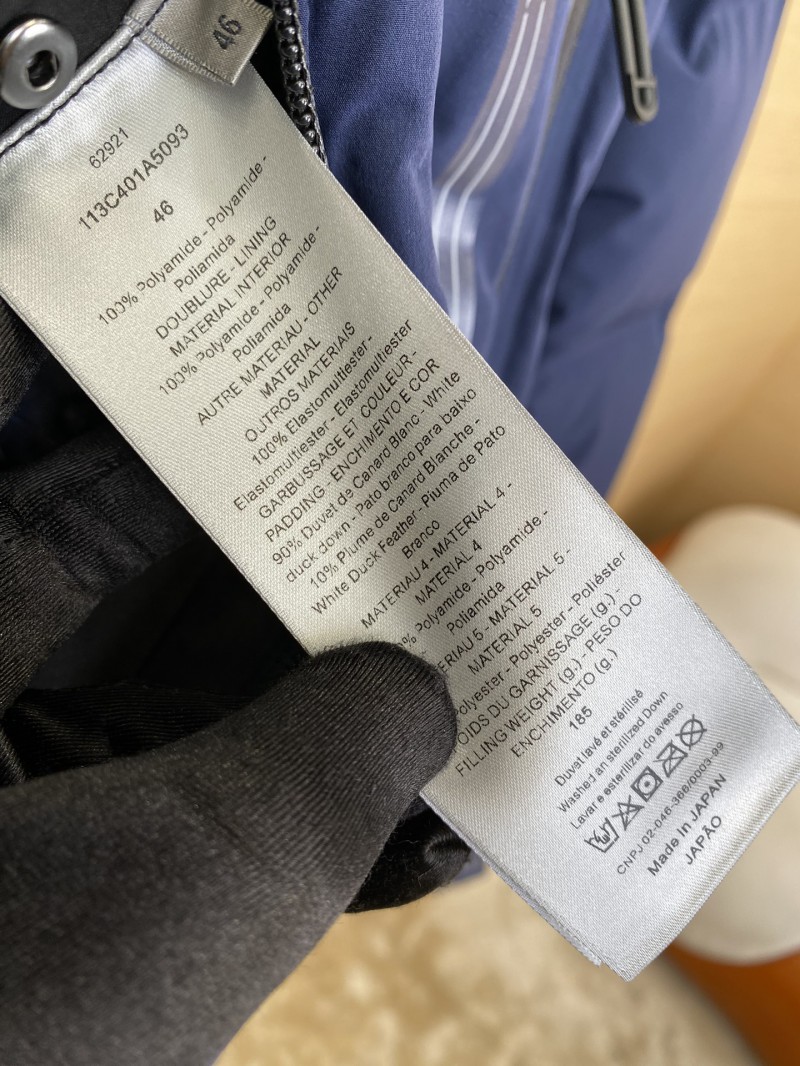 46
62921
113C401A5093
46
100% Polyamide - Polyamide -
Poliamida
DOUBLURE - LINING
MATERIAL INTERIOR
100% Polyamide - Polyamide -
Poliamida
AUTRE MATERIAU - OTHER
MATERIAL
OUTROS MATERIAIS
100% Elastomultiester -
Elastomultiester - Elastomultiester
GARBUSSAGE ET COULEUR -
PADDING - ENCHIMENTO E COR
90% Duvet de Canard Blanc - White
duck down - Pato branco para baixo
10% Piume de Canard Blanche -
White Duck Feather - Piuma de Pato
Branco
MATERIAU 4 - MATERIAL 4 -
MATERIAL 4
% Polyamide - Polyamide -
Poliamida
ERIAU 5 - MATERIAL 5 -
MATERIAL 5
olyester - Polyester - Poliéster
OIDS DU GARNISSAGE (g.) -
FILLING WEIGHT (g.) - PESO DO
ENCHIMENTO (g.)
185
Duvet lavé et stérilisé
Washed an sterilized Down
Lavar e esterilizar do avesso
CNPJ 02-046-366/0003-99
Made In JAPAN
JAPÃO